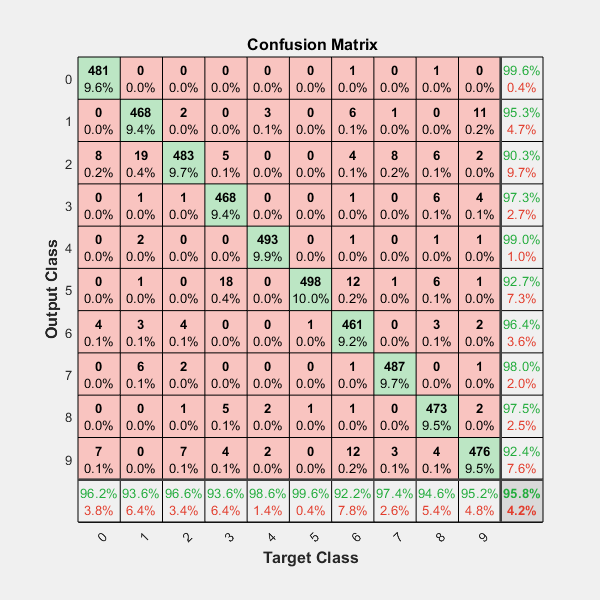 Confusion Matrix
0 481 0 0 0 0 0 1 0 1 0 99.6%
9.6% 0.0% 0.0% 0.0% 0.0% 0.0% 0.0% 0.0% 0.0% 0.0% 0.4%
1 0 468 2 0 3 0 6 1 0 11 95.3%
0.0% 9.4% 0.0% 0.0% 0.1% 0.0% 0.1% 0.0% 0.0% 0.2% 4.7%
2 8 19 483 5 0 0 4 8 6 2 90.3%
0.2% 0.4% 9.7% 0.1% 0.0% 0.0% 0.1% 0.2% 0.1% 0.0% 9.7%
3 0 1 1 468 0 0 1 0 6 4 97.3%
0.0% 0.0% 0.0% 9.4% 0.0% 0.0% 0.0% 0.0% 0.1% 0.1% 2.7%
4 0 2 0 0 493 0 1 0 1 1 99.0%
0.0% 0.0% 0.0% 0.0% 9.9% 0.0% 0.0% 0.0% 0.0% 0.0% 1.0%
5 0 1 0 18 0 498 12 1 6 1 92.7%
0.0% 0.0% 0.0% 0.4% 0.0% 10.0% 0.2% 0.0% 0.1% 0.0% 7.3%
6 4 3 4 0 0 1 461 0 3 2 96.4%
0.1% 0.1% 0.1% 0.0% 0.0% 0.0% 9.2% 0.0% 0.1% 0.0% 3.6%
7 0 6 2 0 0 0 1 487 0 1 98.0%
0.0% 0.1% 0.0% 0.0% 0.0% 0.0% 0.0% 9.7% 0.0% 0.0% 2.0%
8 0 0 1 5 2 1 1 0 473 2 97.5%
0.0% 0.0% 0.0% 0.1% 0.0% 0.0% 0.0% 0.0% 9.5% 0.0% 2.5%
9 7 0 7 4 2 0 12 3 4 476 92.4%
0.1% 0.0% 0.1% 0.1% 0.0% 0.0% 0.2% 0.1% 0.1% 9.5% 7.6%
96.2% 93.6% 96.6% 93.6% 98.6% 99.6% 92.2% 97.4% 94.6% 95.2% 95.8%
3.8% 6.4% 3.4% 6.4% 1.4% 0.4% 7.8% 2.6% 5.4% 4.8% 4.2%
0 1 2 3 4 5 6 7 8 9
Target Class
Output Class